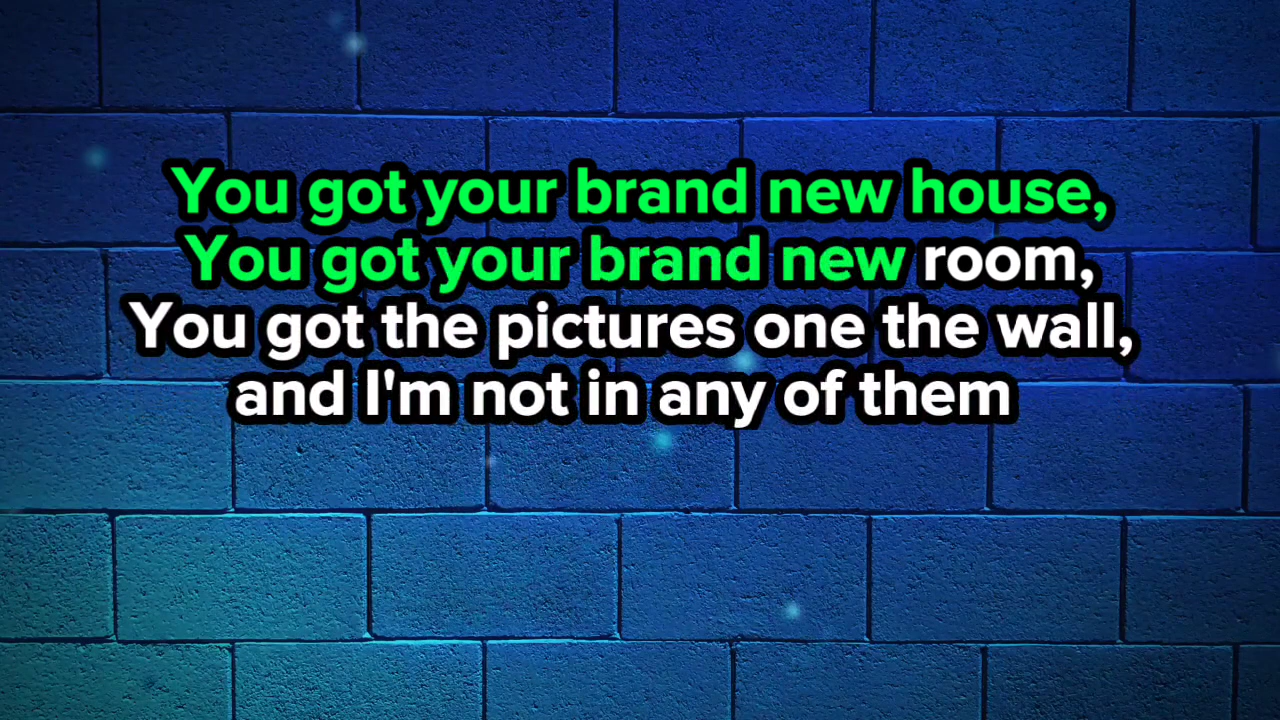 You got your brand new house,
You got your brand new room,
You got the pictures one the wall,
and I'm not in any of them